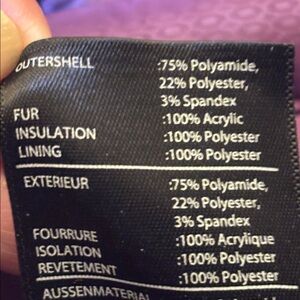 OUTERSHELL :75% Polyamide,
22% Polyester,
3% Spandex
FUR :100% Acrylic
INSULATION :100% Polyester
LINING :100% Polyester
EXTERIEUR :75% Polyamide,
22% Polyester,
3% Spandex
FOURRURE :100% Acrylique
ISOLATION :100% Polyester
REVETEMENT :100% Polyester
AUSSENMATERIAL